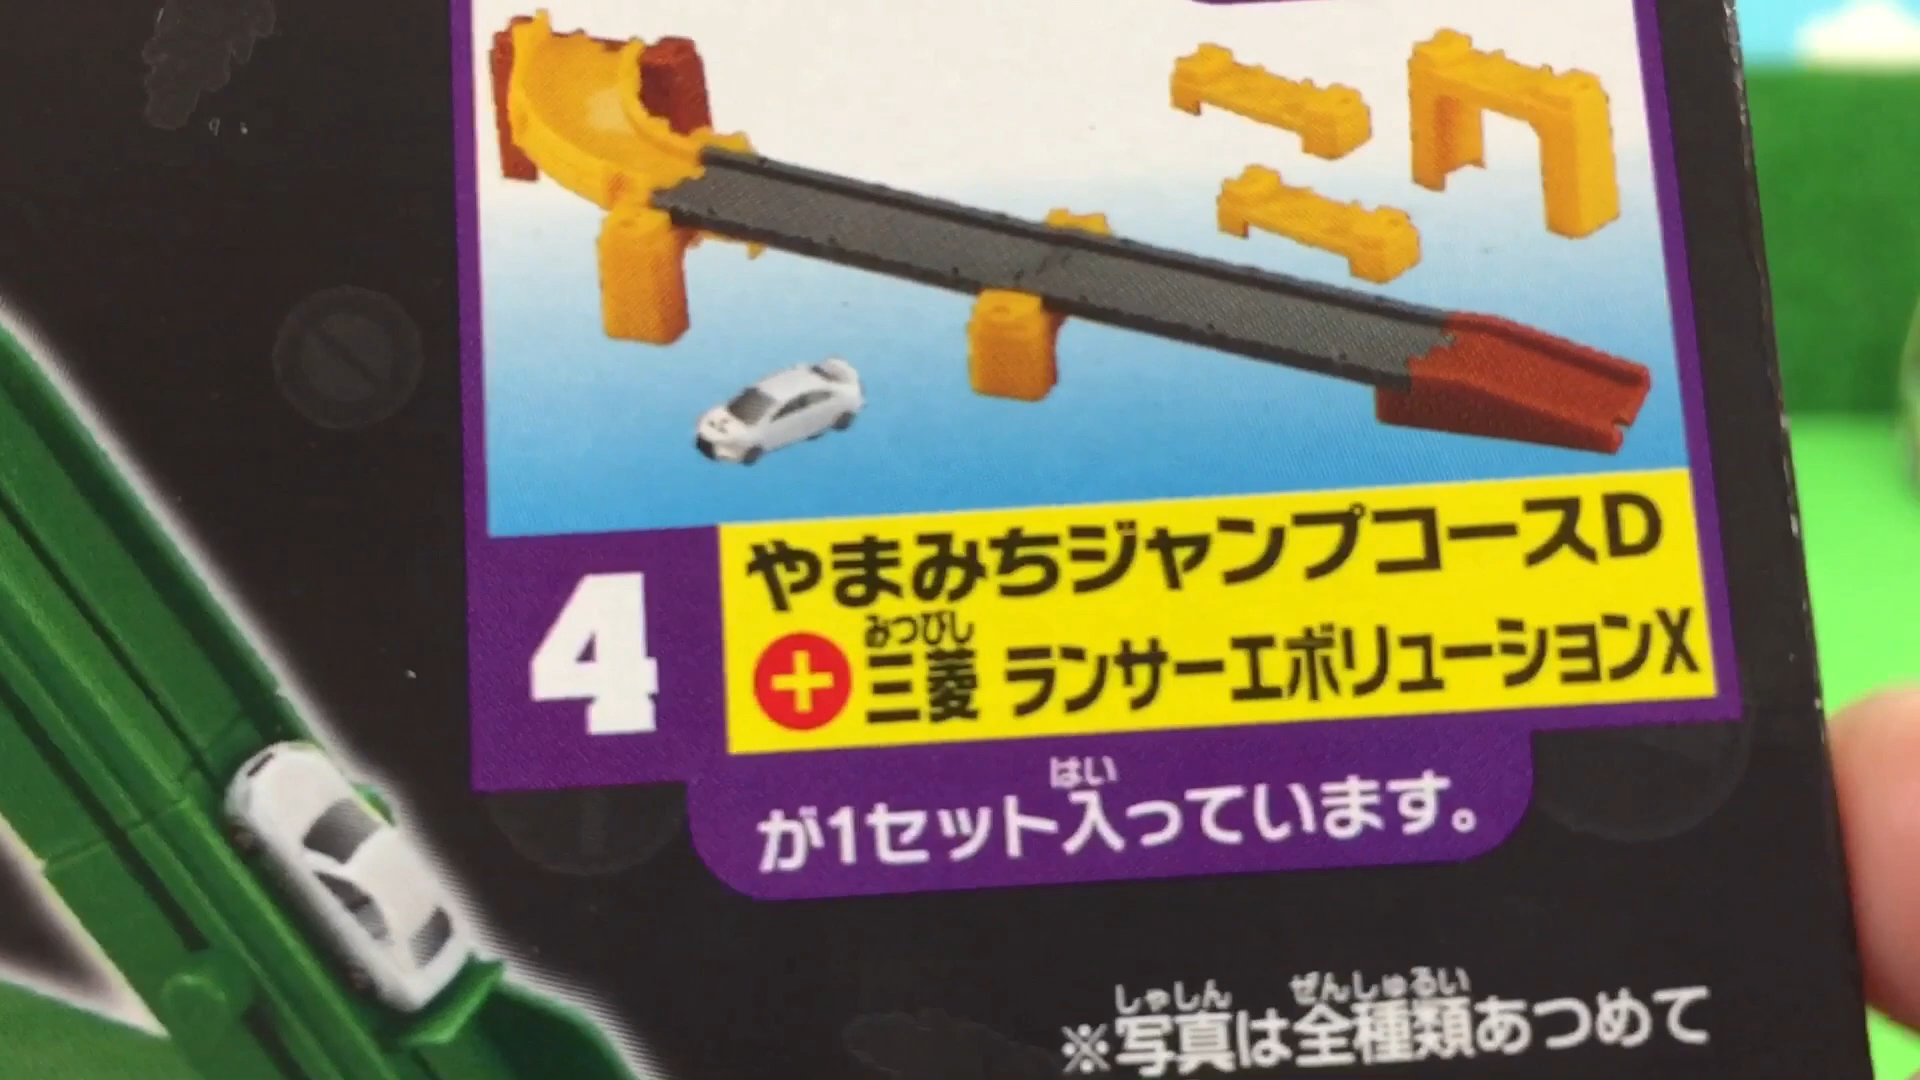 4
やまみちジャンプコースD
みつびし
+三菱 ランサーエボリューションX
はい
が1セット入っています。
しゃしん ぜんしゅるい
※写真は全種類あつめて